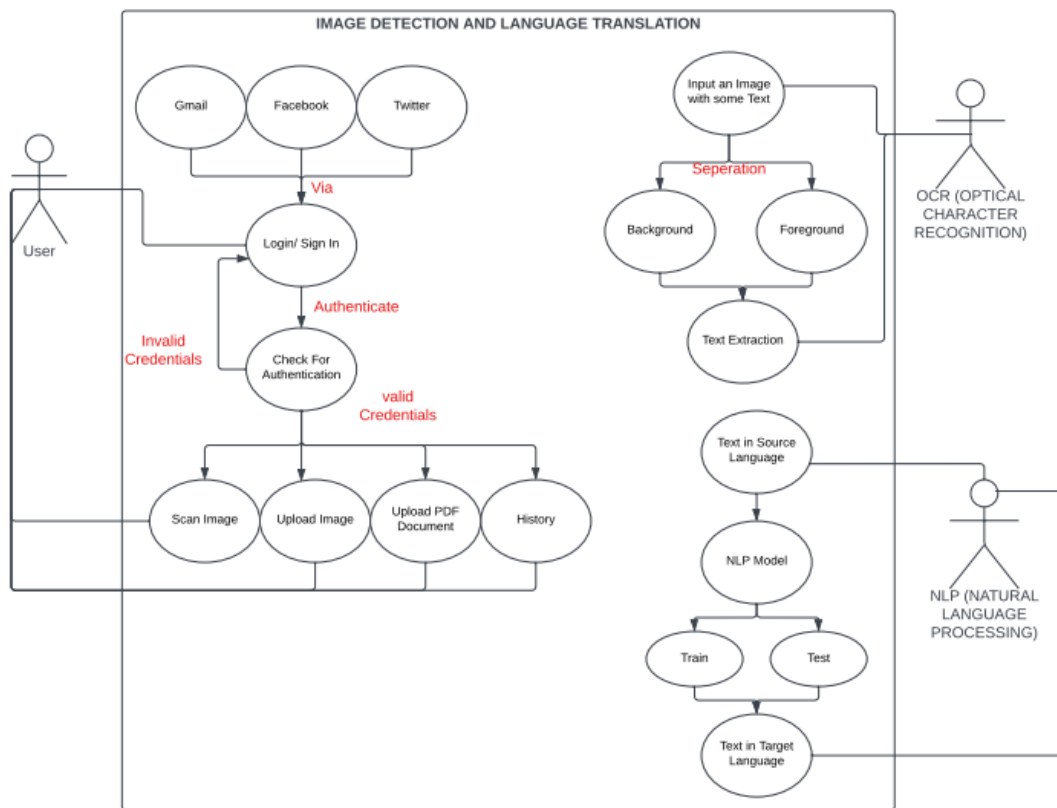 IMAGE DETECTION AND LANGUAGE TRANSLATION
Gmail
Facebook
Twitter
Via
User
Login/ Sign In
Authenticate
Invalid
Credentials
Check For
Authentication
valid
Credentials
Scan Image
Upload Image
Upload PDF
Document
History
Input an Image
with some Text
Seperation
Background
Foreground
Text Extraction
OCR (OPTICAL
CHARACTER
RECOGNITION)
Text in Source
Language
NLP Model
Train
Test
Text in Target
Language
NLP (NATURAL
LANGUAGE
PROCESSING)